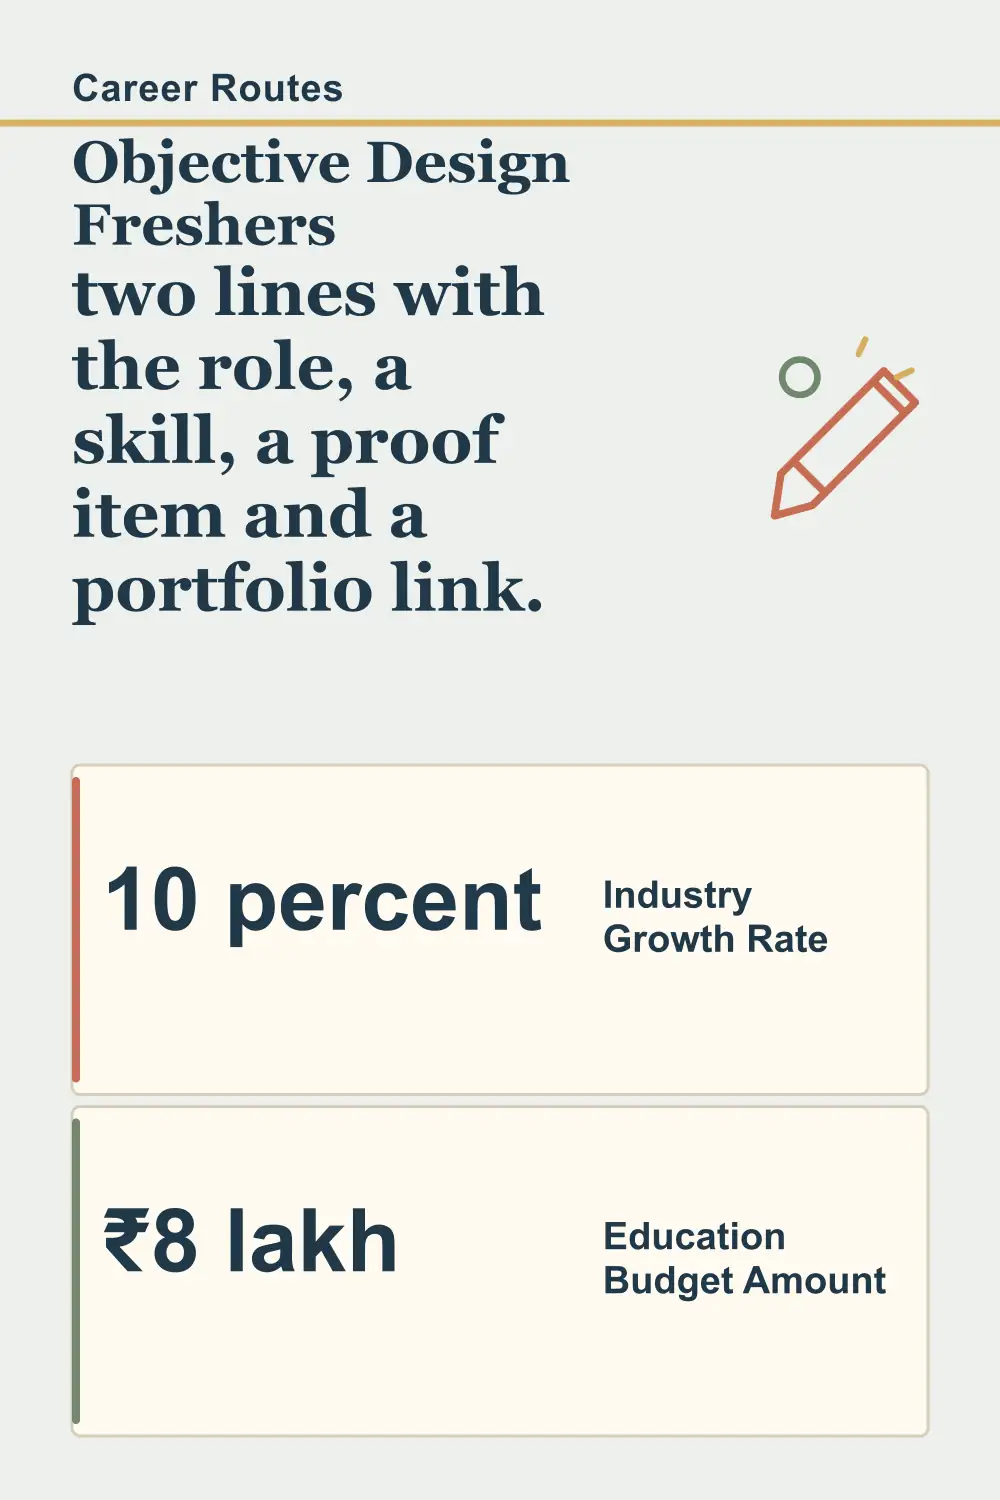 Career Routes
Objective Design
Freshers
two lines with
the role, a
skill, a proof
item and a
portfolio link.
10 percent
Industry
Growth Rate
₹8 lakh
Education
Budget Amount